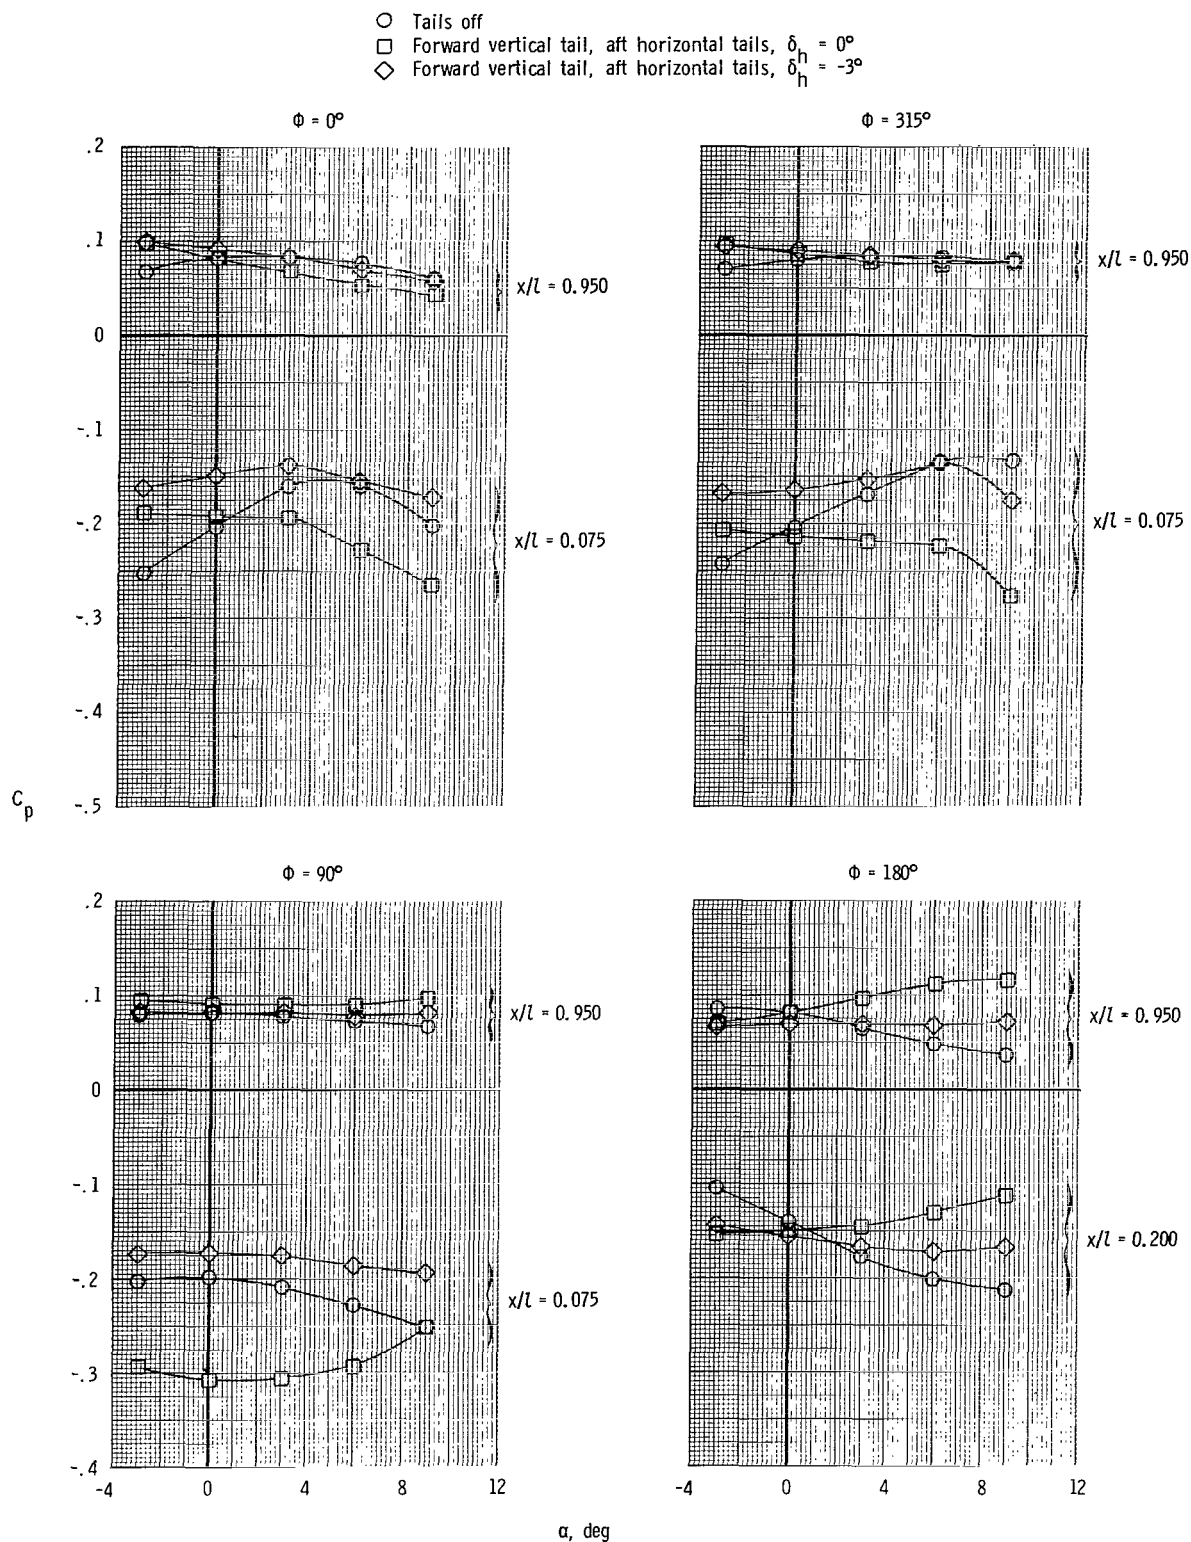 Tails off
Forward vertical tail, aft horizontal tails, δh = 0°
Forward vertical tail, aft horizontal tails, δh = -3°
Φ = 0°
Φ = 315°
.2
.1
0
-.1
-.2
-.3
-.4
-.5
x/l = 0.950
x/l = 0.075
x/l = 0.950
x/l = 0.075
Cp
Φ = 90°
Φ = 180°
.2
.1
0
-.1
-.2
-.3
-.4
x/l = 0.950
x/l = 0.075
x/l = 0.950
x/l = 0.200
-4 0 4 8 12
-4 0 4 8 12
α, deg